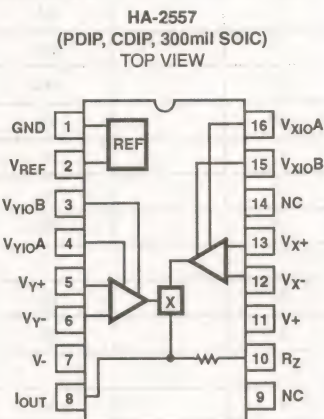 HA-2557
(PDIP, CDIP, 300mil SOIC)
TOP VIEW
GND 1
REF
16 VXIOA
VREF 2
15 VXIOB
VYIOB 3
14 NC
VYIOA 4
13 VX+
VY+ 5
X
12 VX-
VY- 6
11 V+
V- 7
10 RZ
IOUT 8
9 NC